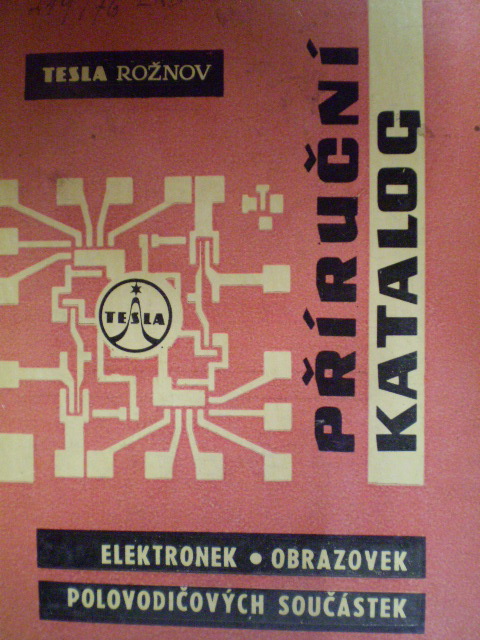 TESLA ROŽNOV
PŘÍRUČNÍ
KATALOG
TESLA
ELEKTRONEK • OBRAZOVEK
POLOVODIČOVÝCH SOUČÁSTEK